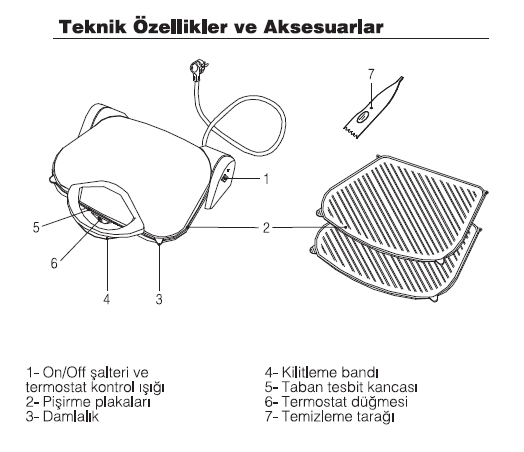 Teknik Özellikler ve Aksesuarlar
7
1
5
2
6
4
3
1- On/Off şalteri ve
termostat kontrol ışığı
2- Pişirme plakaları
3- Damlalık
4- Kilitleme bandı
5- Taban tesbit kancası
6- Termostat düğmesi
7- Temizleme tarağı